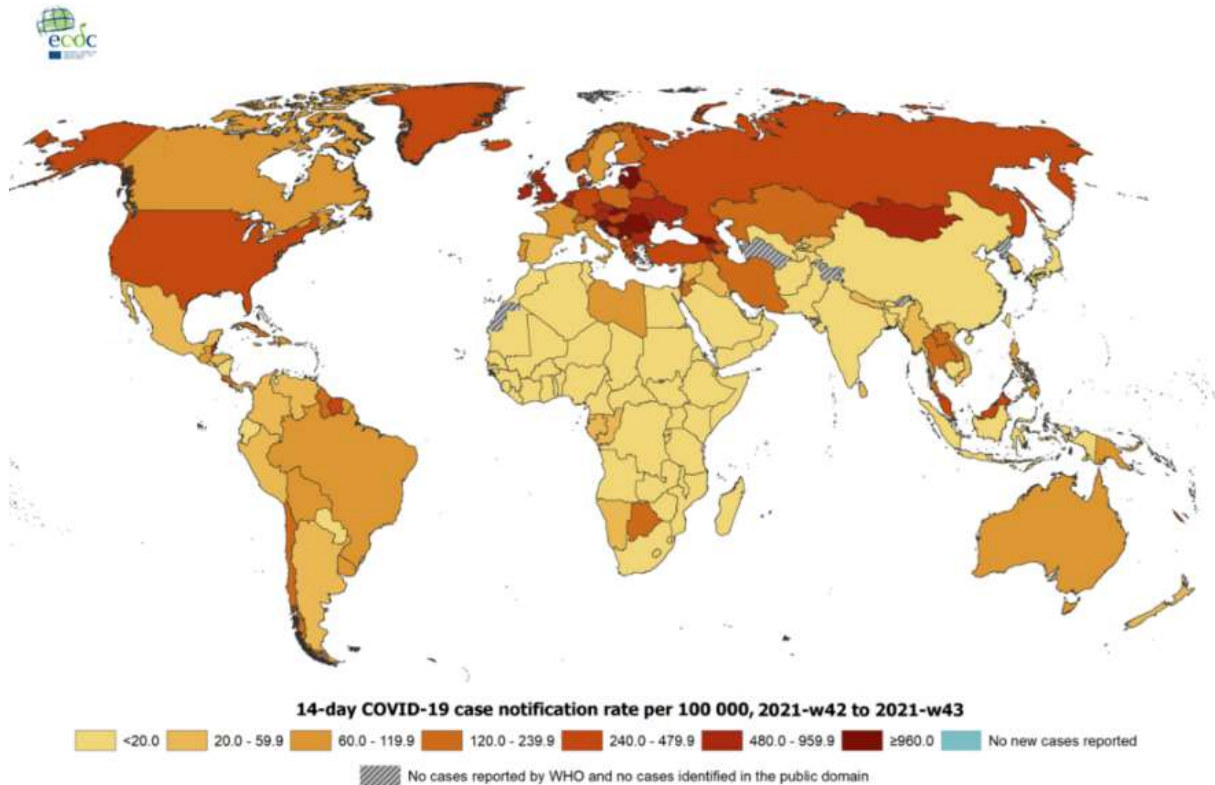 ecdc
14-day COVID-19 case notification rate per 100 000, 2021-w42 to 2021-w43
<20.0 20.0 - 59.9 60.0 - 119.9 120.0 - 239.9 240.0 - 479.9 480.0 - 959.9 ≥960.0 No new cases reported
No cases reported by WHO and no cases identified in the public domain